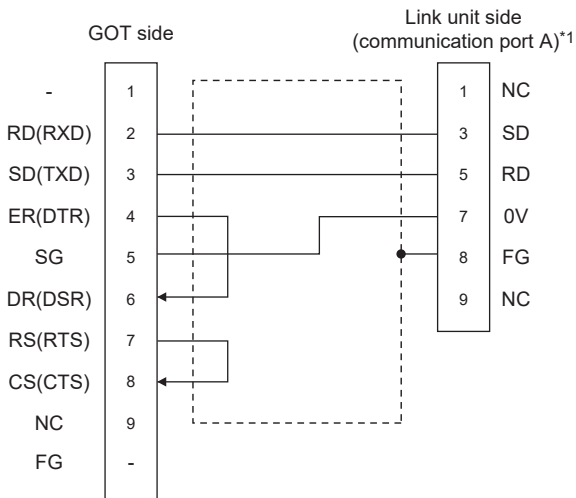 GOT side
Link unit side
(communication port A)*1
- 1
RD(RXD) 2
SD(TXD) 3
ER(DTR) 4
SG 5
DR(DSR) 6
RS(RTS) 7
CS(CTS) 8
NC 9
FG -
1 NC
3 SD
5 RD
7 0V
8 FG
9 NC